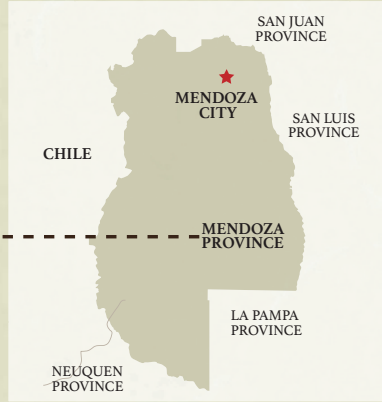 SAN JUAN
PROVINCE
MENDOZA
CITY
SAN LUIS
PROVINCE
CHILE
MENDOZA
PROVINCE
LA PAMPA
PROVINCE
NEUQUEN
PROVINCE